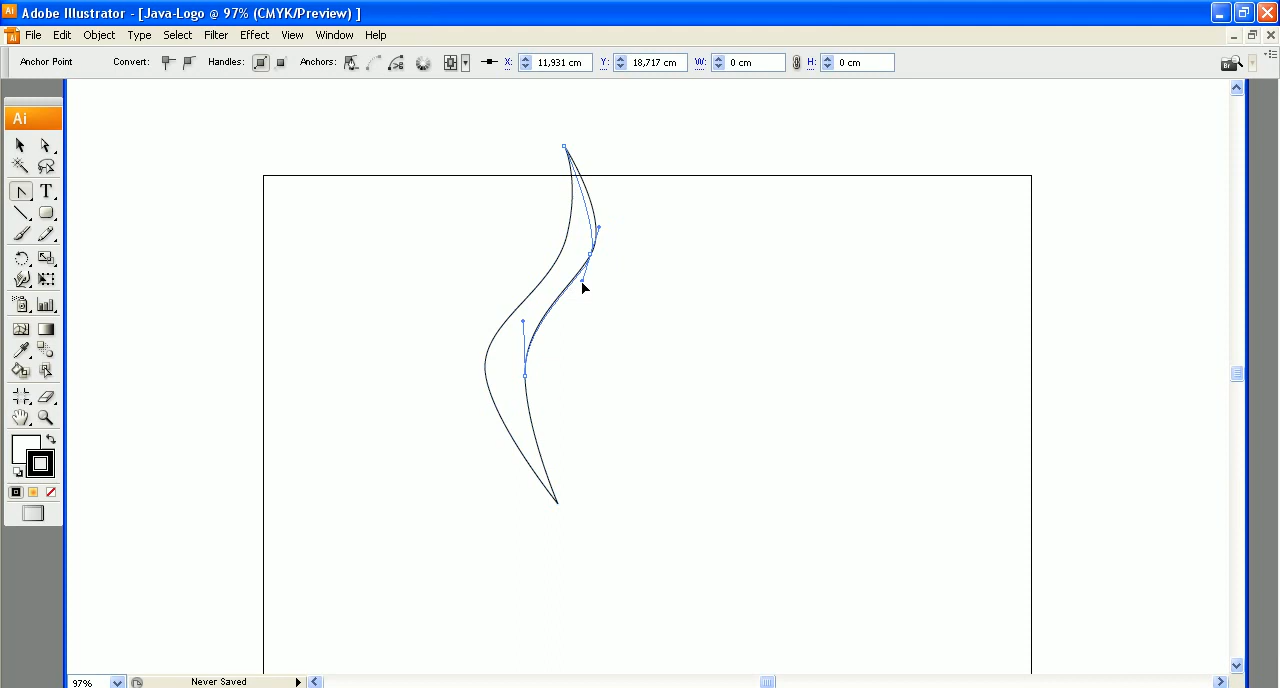 Adobe Illustrator - [Java-Logo @ 97% (CMYK/Preview) ]
File Edit Object Type Select Filter Effect View Window Help
Anchor Point Convert: Handles: Anchors: X: 11,931 c Y: 18,717 cm W: 0 cm H: 0 cm
Br
Ai
T
97% Never Saved